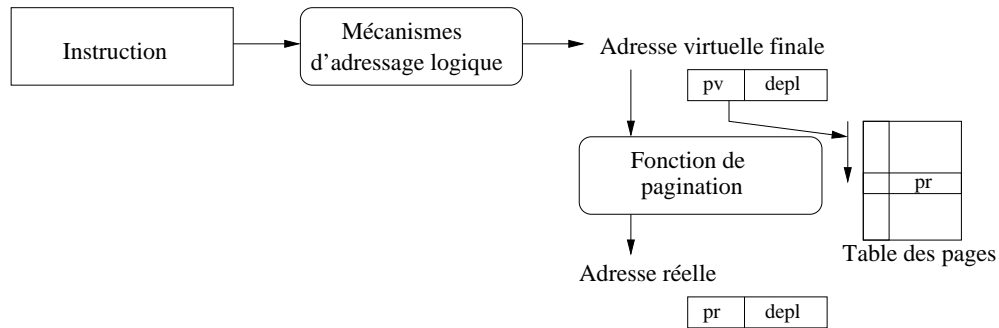 Instruction
Mécanismes
d'adressage logique
Adresse virtuelle finale
pv depl
Fonction de
pagination
pr
Table des pages
Adresse réelle
pr depl